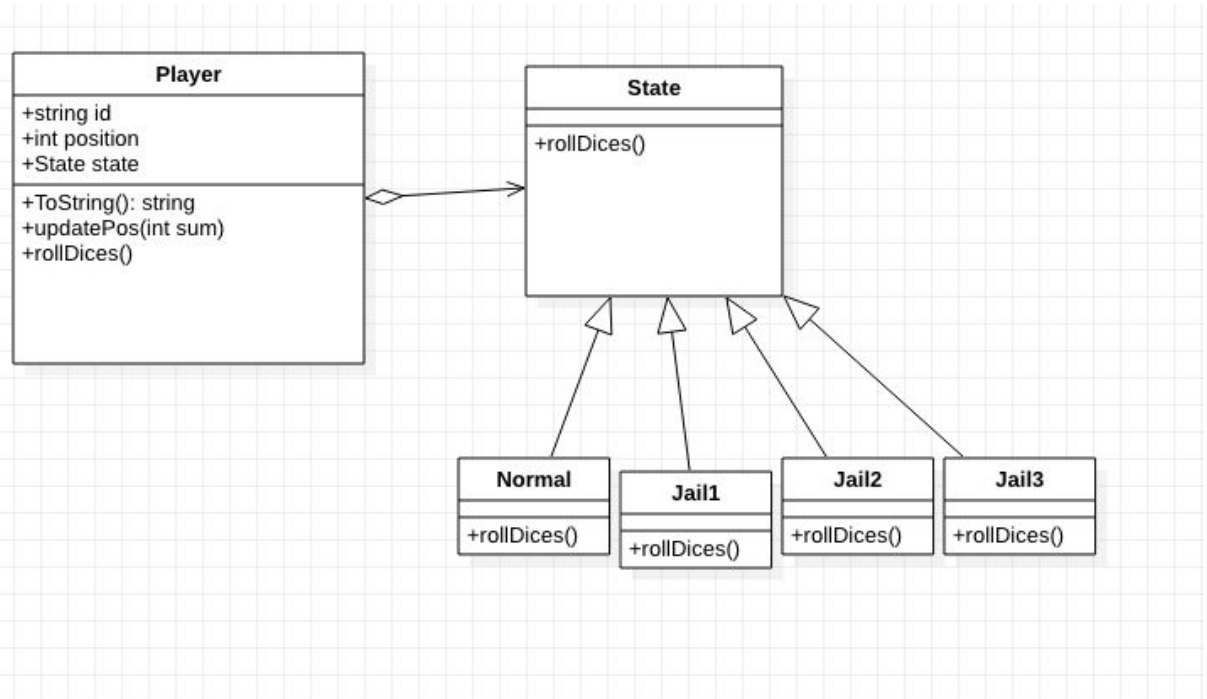 Player
+string id
+int position
+State state
+ToString(): string
+updatePos(int sum)
+rollDices()
State
+rollDices()
Normal
+rollDices()
Jail1
+rollDices()
Jail2
+rollDices()
Jail3
+rollDices()